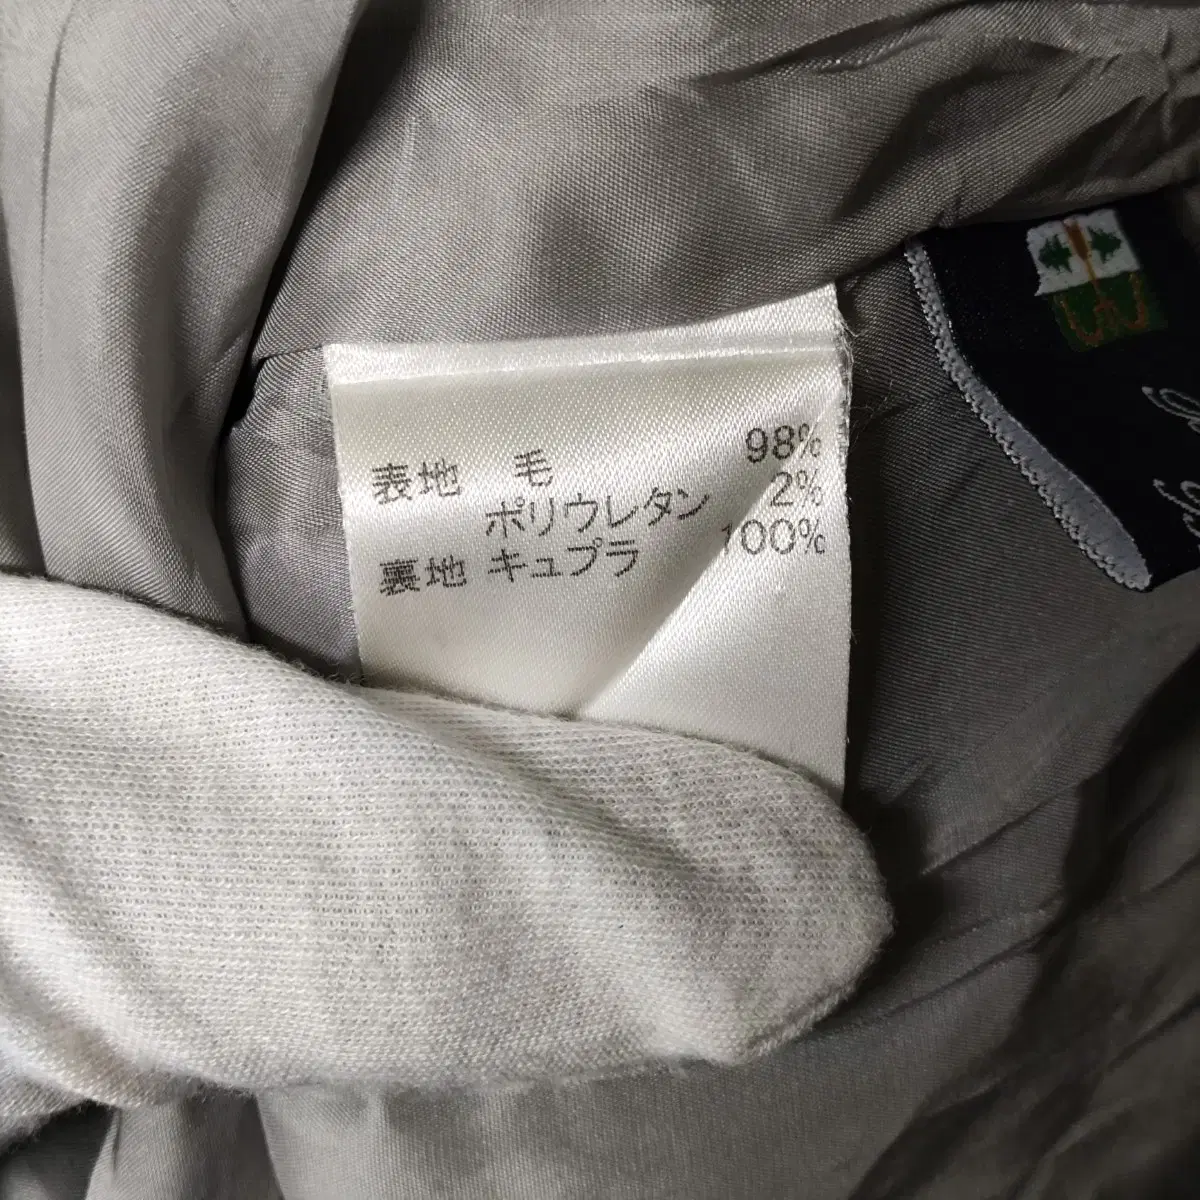 表地 毛 98%
ポリウレタン 2%
裏地 キュプラ 100%